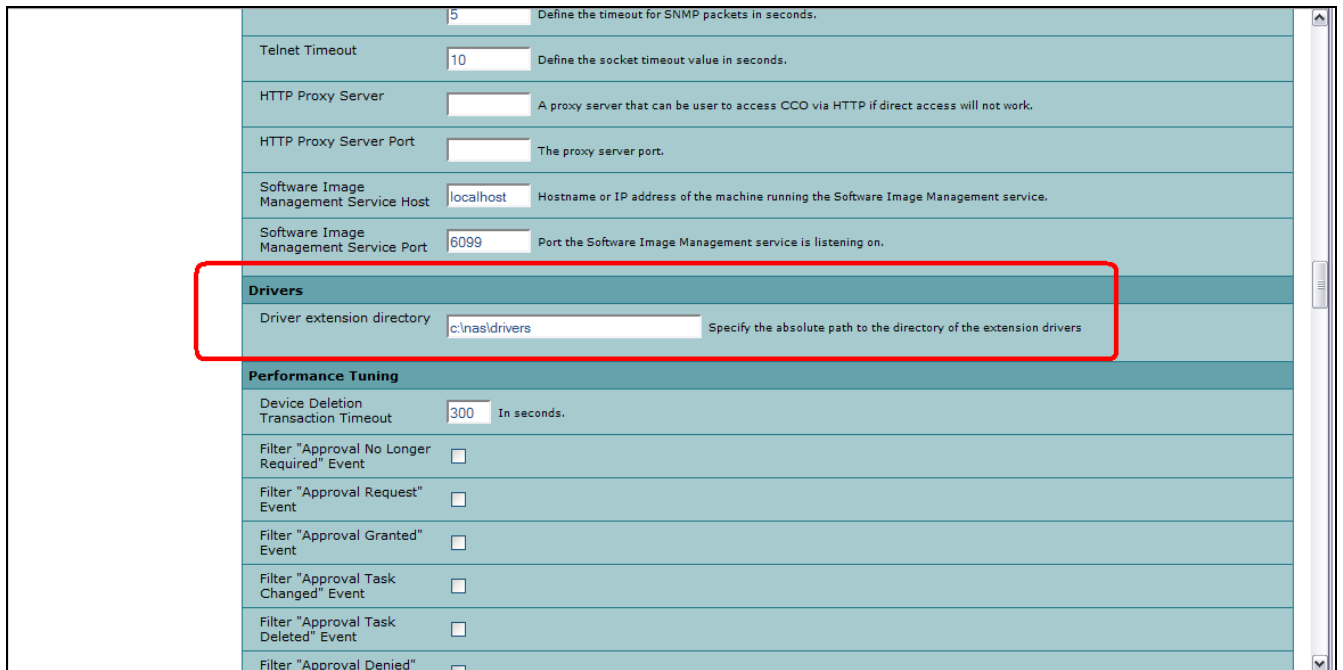 5 Define the timeout for SNMP packets in seconds.
Telnet Timeout
10 Define the socket timeout value in seconds.
HTTP Proxy Server
A proxy server that can be user to access CCO via HTTP if direct access will not work.
HTTP Proxy Server Port
The proxy server port.
Software Image
Management Service Host
localhost Hostname or IP address of the machine running the Software Image Management service.
Software Image
Management Service Port
6099 Port the Software Image Management service is listening on.
Drivers
Driver extension directory
c:\nas\drivers Specify the absolute path to the directory of the extension drivers
Performance Tuning
Device Deletion
Transaction Timeout
300 In seconds.
Filter "Approval No Longer
Required" Event
Filter "Approval Request"
Event
Filter "Approval Granted"
Event
Filter "Approval Task
Changed" Event
Filter "Approval Task
Deleted" Event
Filter "Approval Denied"